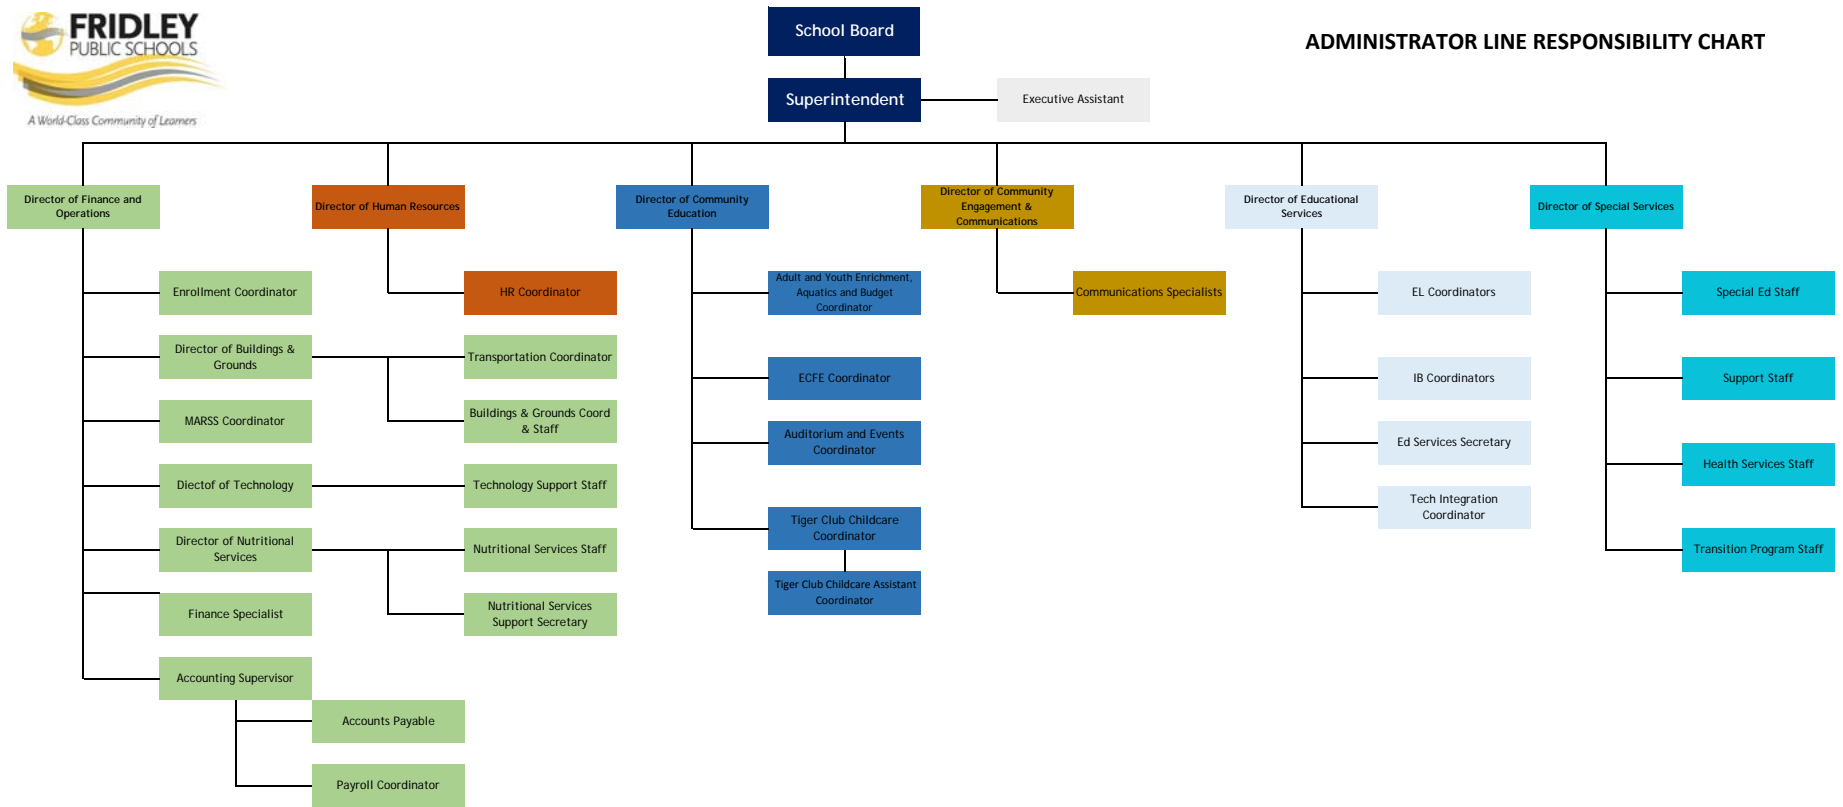 FRIDLEY
PUBLIC SCHOOLS
A World-Class Community of Learners
ADMINISTRATOR LINE RESPONSIBILITY CHART
School Board
Superintendent
Executive Assistant
Director of Finance and
Operations
Director of Human Resources
Director of Community
Education
Director of Community
Engagement &
Communications
Director of Educational
Services
Director of Special Services
Enrollment Coordinator
HR Coordinator
Adult and Youth Enrichment,
Aquatics and Budget
Coordinator
Communications Specialists
EL Coordinators
Special Ed Staff
Director of Buildings &
Grounds
Transportation Coordinator
ECFE Coordinator
IB Coordinators
Support Staff
MARSS Coordinator
Buildings & Grounds Coord
& Staff
Auditorium and Events
Coordinator
Ed Services Secretary
Health Services Staff
Diectof of Technology
Technology Support Staff
Tech Integration
Coordinator
Director of Nutritional
Services
Nutritional Services Staff
Tiger Club Childcare
Coordinator
Transition Program Staff
Tiger Club Childcare Assistant
Coordinator
Finance Specialist
Nutritional Services
Support Secretary
Accounting Supervisor
Accounts Payable
Payroll Coordinator